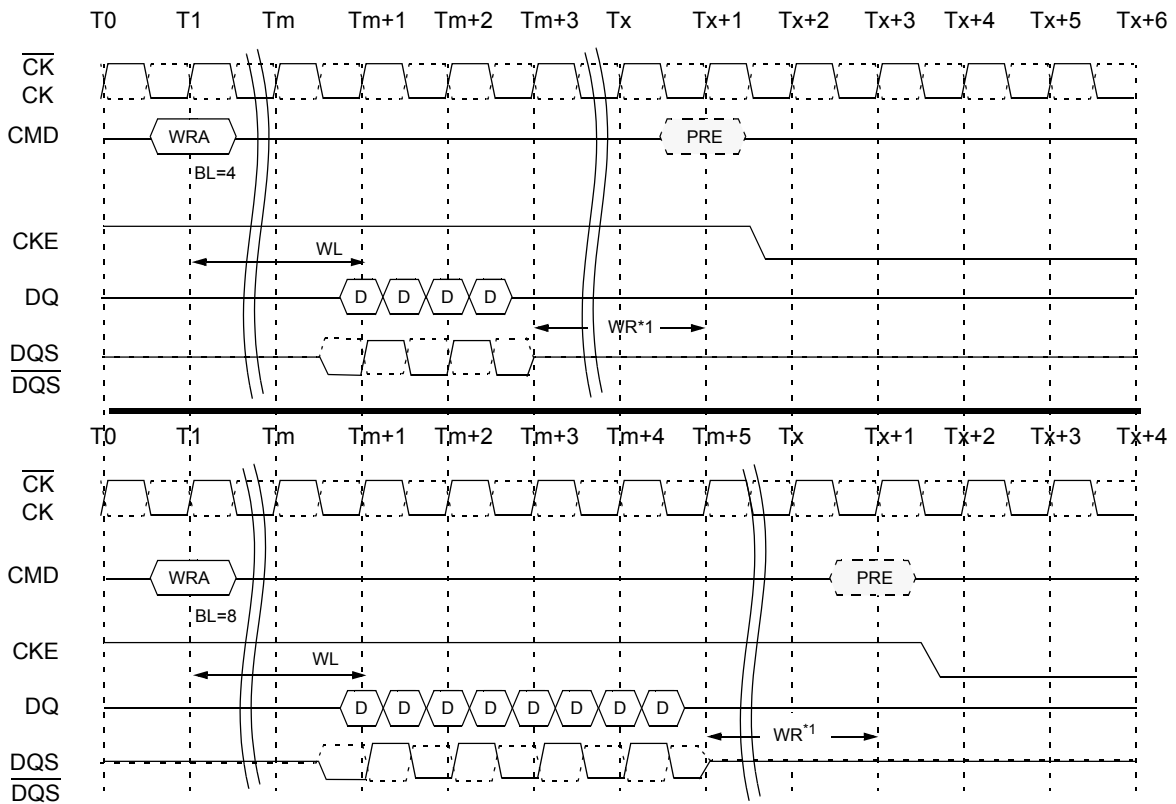 T0 T1 Tm Tm+1 Tm+2 Tm+3 Tx Tx+1 Tx+2 Tx+3 Tx+4 Tx+5 Tx+6
CK
CK
CMD WRA PRE
BL=4
CKE
WL
DQ D D D D
WR*1
DQS
DQS
T0 T1 Tm Tm+1 Tm+2 Tm+3 Tm+4 Tm+5 Tx Tx+1 Tx+2 Tx+3 Tx+4
CK
CK
CMD WRA PRE
BL=8
CKE
WL
DQ D D D D D D D D
WR*1
DQS
DQS